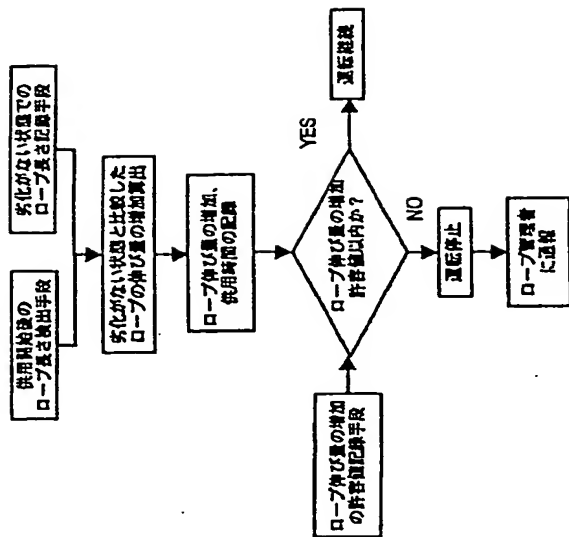 供用開始後の
ロープ長さ検出手段
劣化がない状態での
ロープ長さ記録手段
劣化がない状態と比較した
ロープの伸び量の増加算出
ロープ伸び量の増加、
供用時間の記録
ロープ伸び量の増加
の許容値記録手段
ロープ伸び量の増加
許容値以内か?
YES
運転継続
NO
運転停止
ロープ管理者
に通報